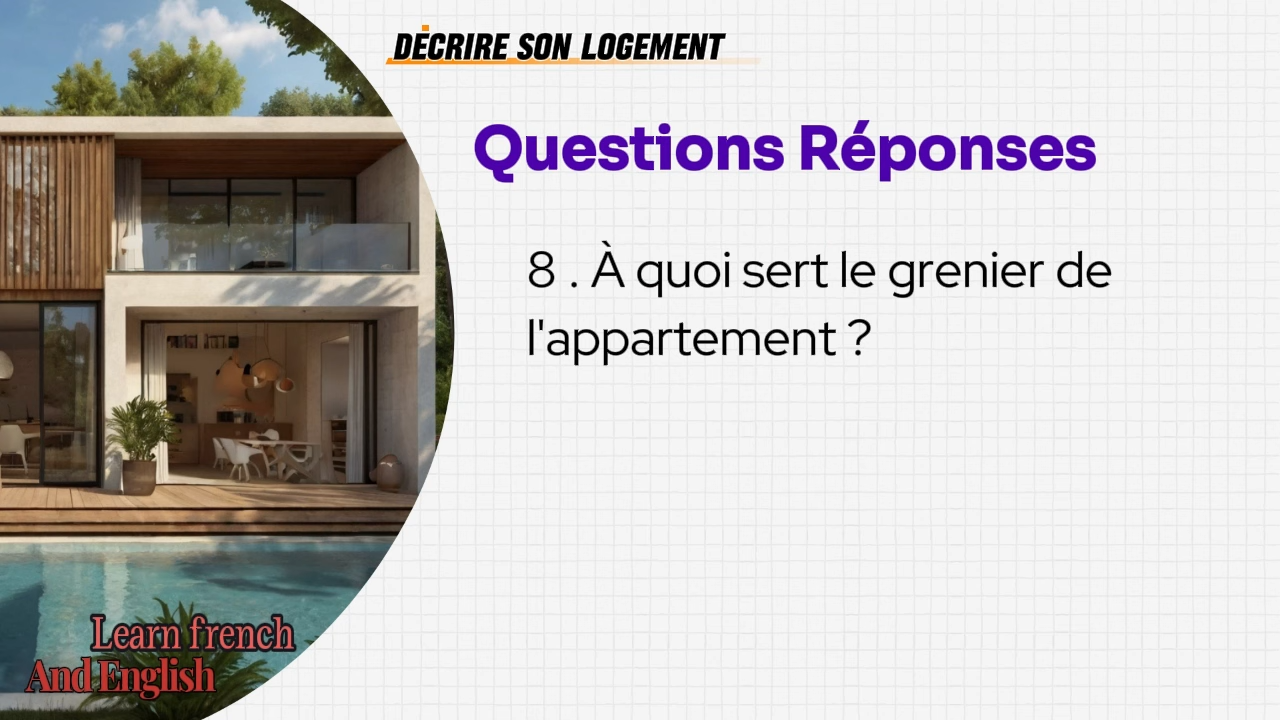 DÉCRIRE SON LOGEMENT
Questions Réponses
8 . À quoi sert le grenier de
l'appartement ?
Learn french
And English